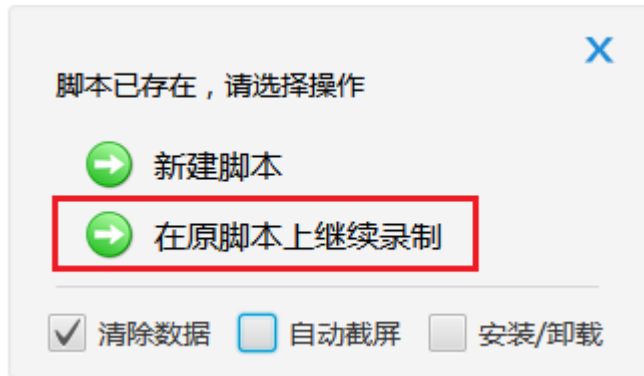 脚本已存在，请选择操作
新建脚本
在原脚本上继续录制
清除数据 自动截屏 安装/卸载